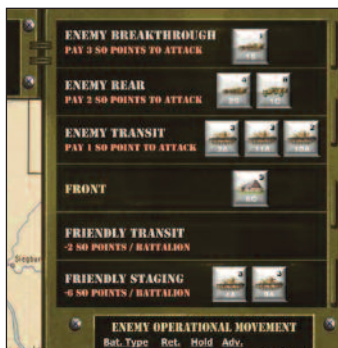 ENEMY BREAKTHROUGH
PAY 3 SO POINTS TO ATTACK
ENEMY REAR
PAY 2 SO POINTS TO ATTACK
ENEMY TRANSIT
PAY 1 SO POINT TO ATTACK
FRONT
FRIENDLY TRANSIT
-2 SO POINTS / BATTALION
FRIENDLY STAGING
-6 SO POINTS / BATTALION
ENEMY OPERATIONAL MOVEMENT
Bat. Type Ret. Hold Adv.